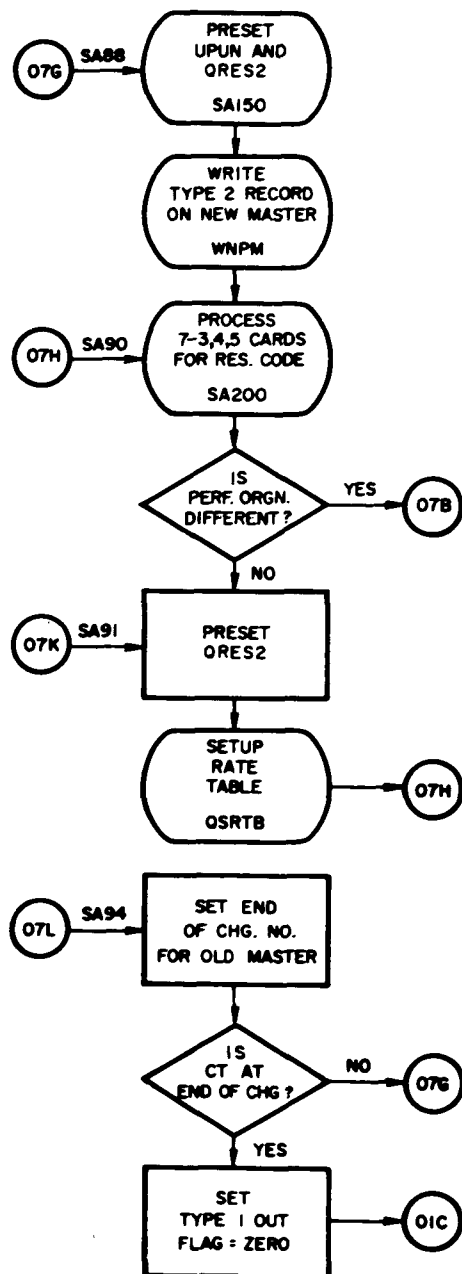 PRESET
UPUN AND
QRES2
SA150
07G
SA88
WRITE
TYPE 2 RECORD
ON NEW MASTER
WNPM
PROCESS
7-3,4,5 CARDS
FOR RES. CODE
SA200
07H
SA90
IS
PERF. ORGN.
DIFFERENT?
YES
07B
NO
07K
SA91
PRESET
QRES2
SETUP
RATE
TABLE
QSRTB
07H
07L
SA94
SET END
OF CHG. NO.
FOR OLD MASTER
IS
CT AT
END OF CHG?
NO
07G
YES
SET
TYPE 1 OUT
FLAG = ZERO
01C